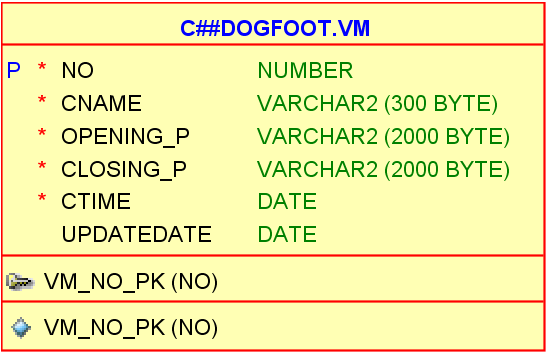 C##DOGFOOT.VM
P * NO NUMBER
* CNAME VARCHAR2 (300 BYTE)
* OPENING_P VARCHAR2 (2000 BYTE)
* CLOSING_P VARCHAR2 (2000 BYTE)
* CTIME DATE
UPDATEDATE DATE
VM_NO_PK (NO)
VM_NO_PK (NO)